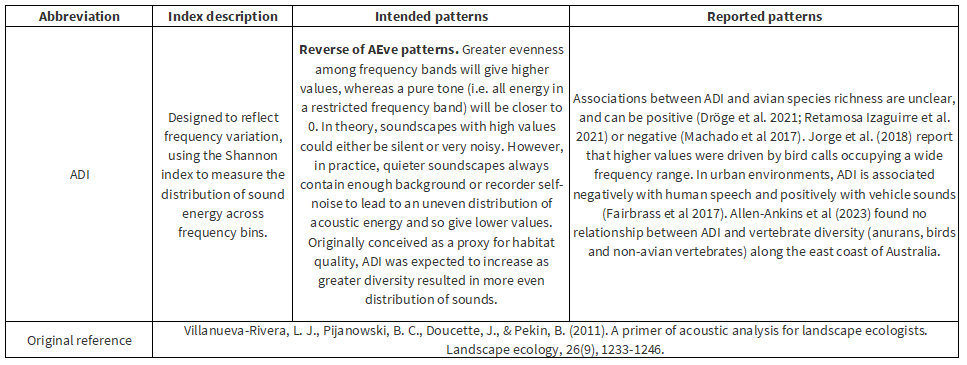 Abbreviation
Index description
Intended patterns
Reported patterns
ADI
Designed to reflect
frequency variation,
using the Shannon
index to measure the
distribution of sound
energy across
frequency bins.
Reverse of AEve patterns. Greater evenness
among frequency bands will give higher
values, whereas a pure tone (i.e. all energy in
a restricted frequency band) will be closer to
0. In theory, soundscapes with high values
could either be silent or very noisy. However,
in practice, quieter soundscapes always
contain enough background or recorder self-
noise to lead to an uneven distribution of
acoustic energy and so give lower values.
Originally conceived as a proxy for habitat
quality, ADI was expected to increase as
greater diversity resulted in more even
distribution of sounds.
Associations between ADI and avian species richness are unclear,
and can be positive (Dröge et al. 2021; Retamosa Izaguirre et al.
2021) or negative (Machado et al 2017). Jorge et al. (2018) report
that higher values were driven by bird calls occupying a wide
frequency range. In urban environments, ADI is associated
negatively with human speech and positively with vehicle sounds
(Fairbrass et al 2017). Allen-Ankins et al (2023) found no
relationship between ADI and vertebrate diversity (anurans, birds
and non-avian vertebrates) along the east coast of Australia.
Original reference
Villanueva-Rivera, L. J., Pijanowski, B. C., Doucette, J., & Pekin, B. (2011). A primer of acoustic analysis for landscape ecologists.
Landscape ecology, 26(9), 1233-1246.